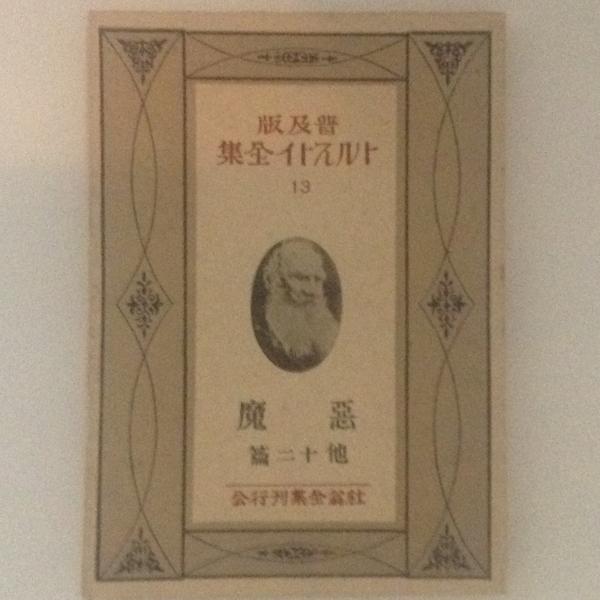 普及版
トルストイ全集
13
惡魔
他十二篇
杜翁全集刊行会